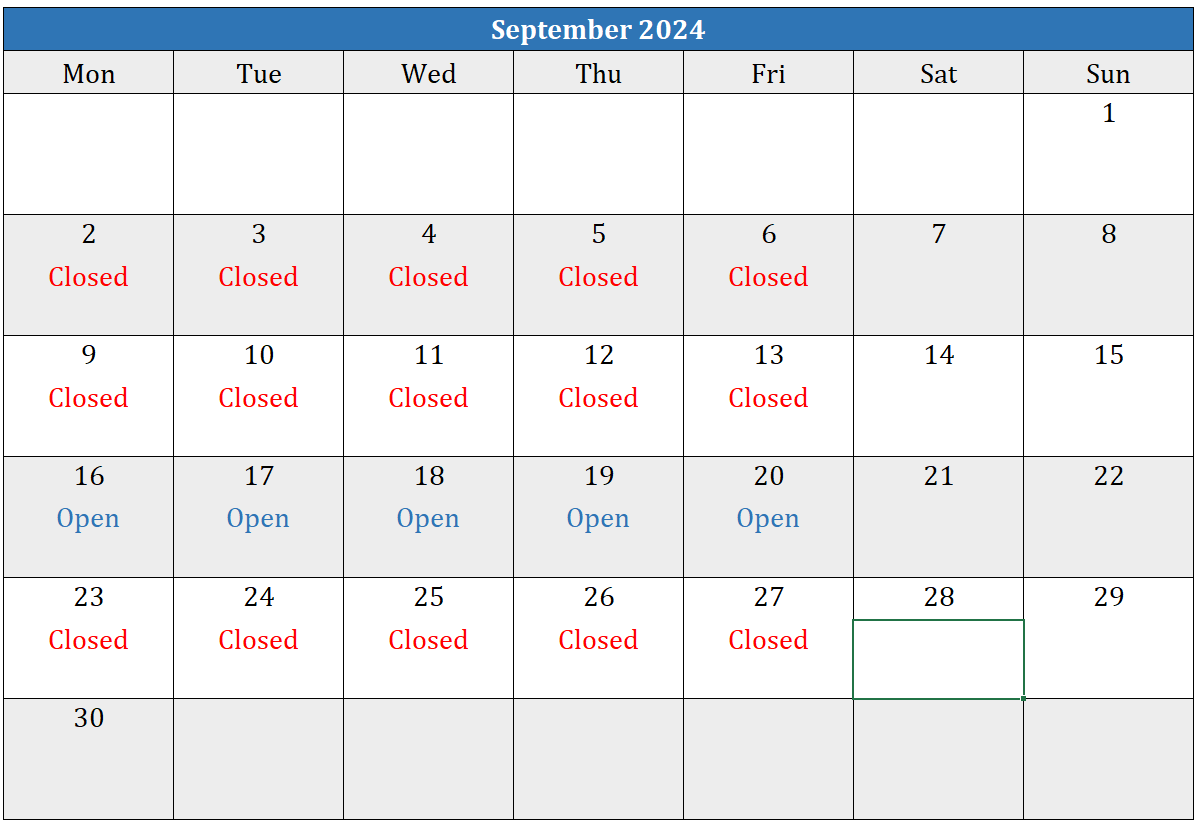 September 2024
Mon Tue Wed Thu Fri Sat Sun
1
2 3 4 5 6 7 8
Closed Closed Closed Closed Closed
9 10 11 12 13 14 15
Closed Closed Closed Closed Closed
16 17 18 19 20 21 22
Open Open Open Open Open
23 24 25 26 27 28 29
Closed Closed Closed Closed Closed
30